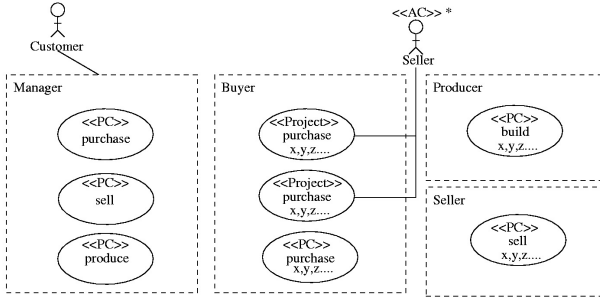 Customer
<<AC>> *
Seller
Manager
<<PC>>
purchase
<<PC>>
sell
<<PC>>
produce
Buyer
<<Project>>
purchase
x,y,z....
<<Project>>
purchase
x,y,z....
<<PC>>
purchase
x,y,z....
Producer
<<PC>>
build
x,y,z....
Seller
<<PC>>
sell
x,y,z....